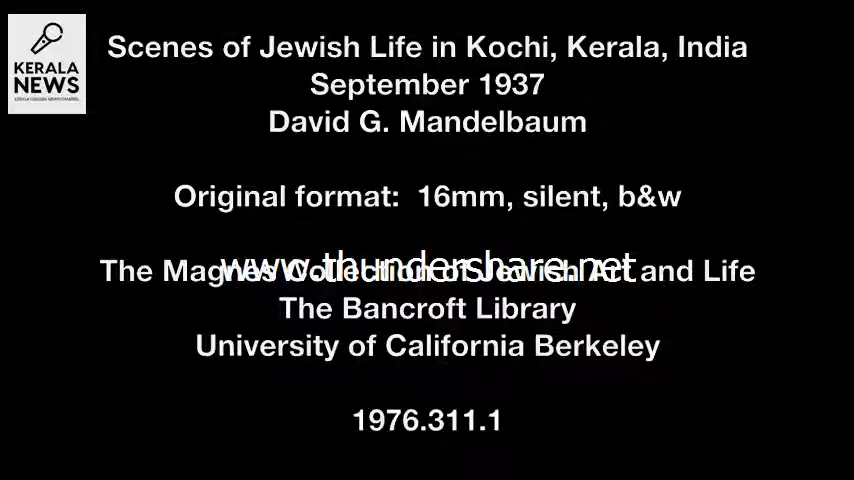 KERALA
NEWS
Scenes of Jewish Life in Kochi, Kerala, India
September 1937
David G. Mandelbaum
Original format: 16mm, silent, b&w
www.thundershare.net
The Magnes Collection of Jewish Art and Life
The Bancroft Library
University of California Berkeley
1976.311.1